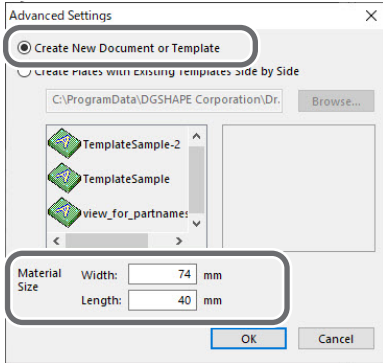 Advanced Settings
Create New Document or Template
Create Plates with Existing Templates Side by Side
C:\ProgramData\DGSHAPE Corporation\Dr.
Browse...
TemplateSample-2
TemplateSample
view_for_partnames
Material Size
Width: 74 mm
Length: 40 mm
OK
Cancel